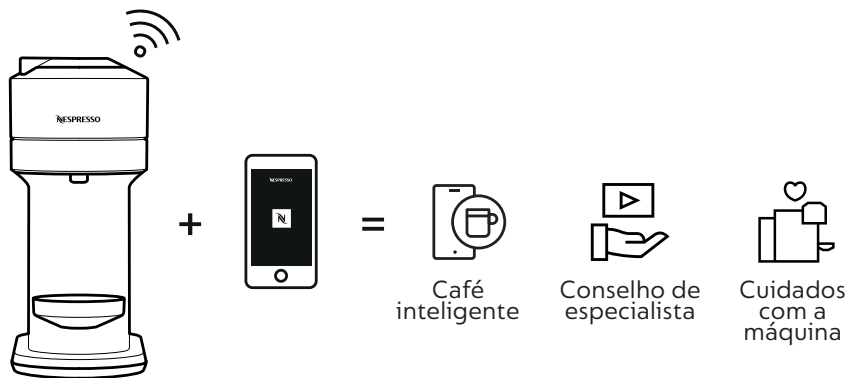 NESPRESSO
NESPRESSO
N
+
=
Café
inteligente
Conselho de
especialista
Cuidados
com a
máquina